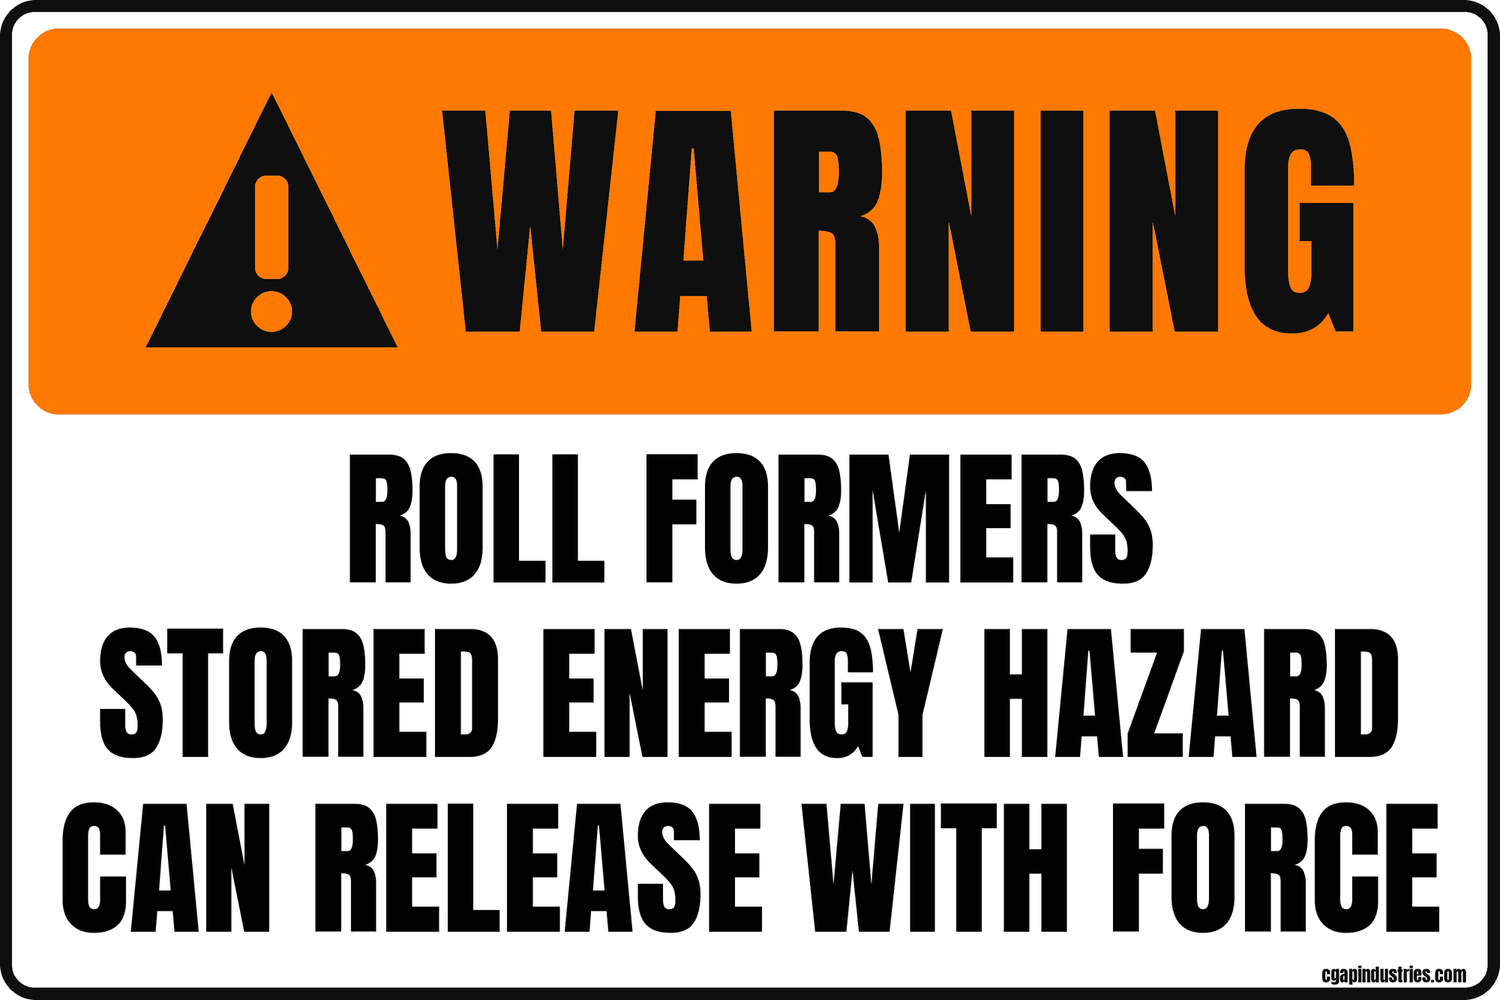 WARNING
ROLL FORMERS
STORED ENERGY HAZARD
CAN RELEASE WITH FORCE
cgapindustries.com